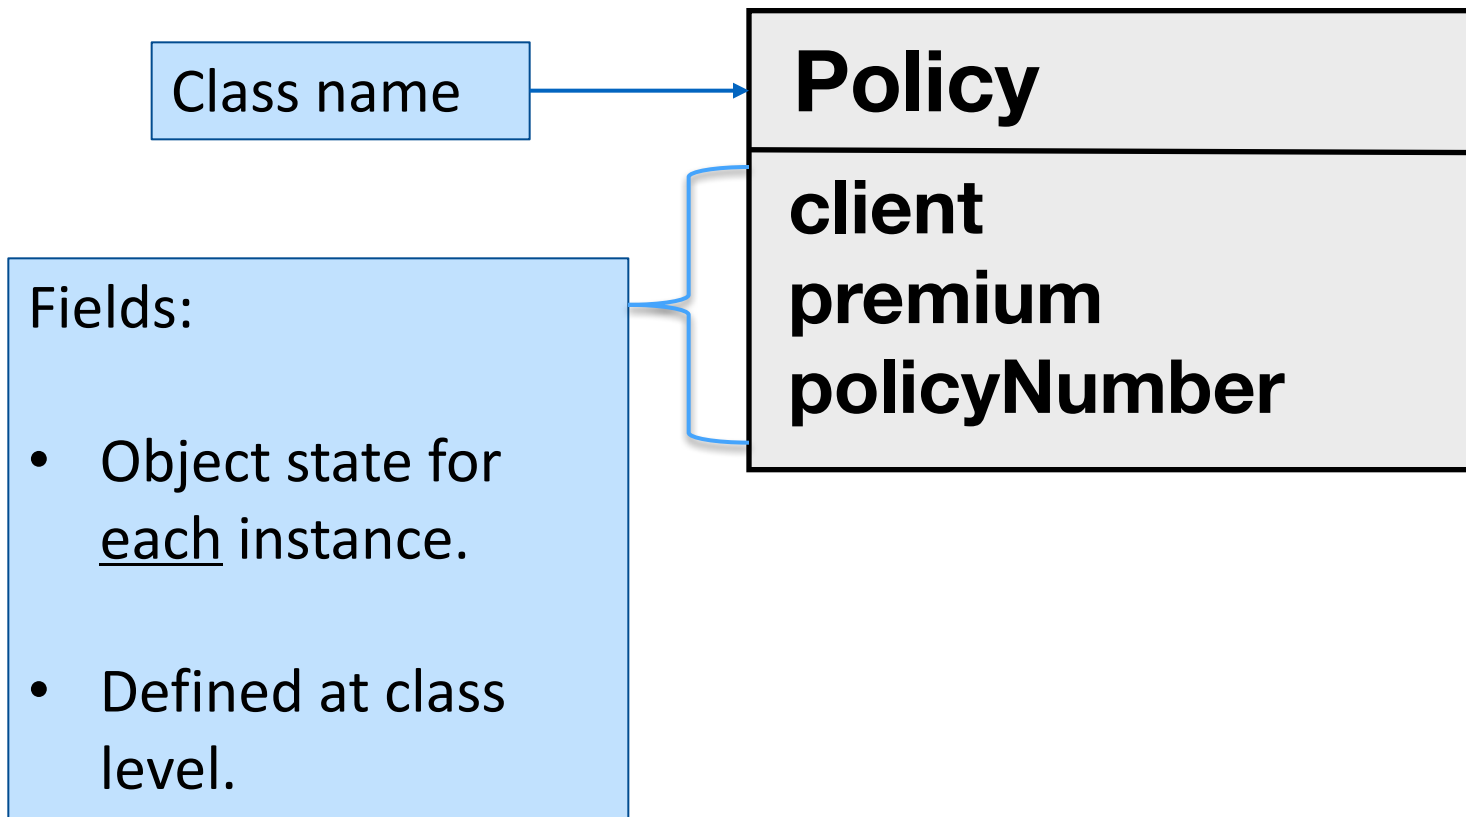 Class name
Policy
client
premium
policyNumber
Fields:
• Object state for
each instance.
• Defined at class
level.